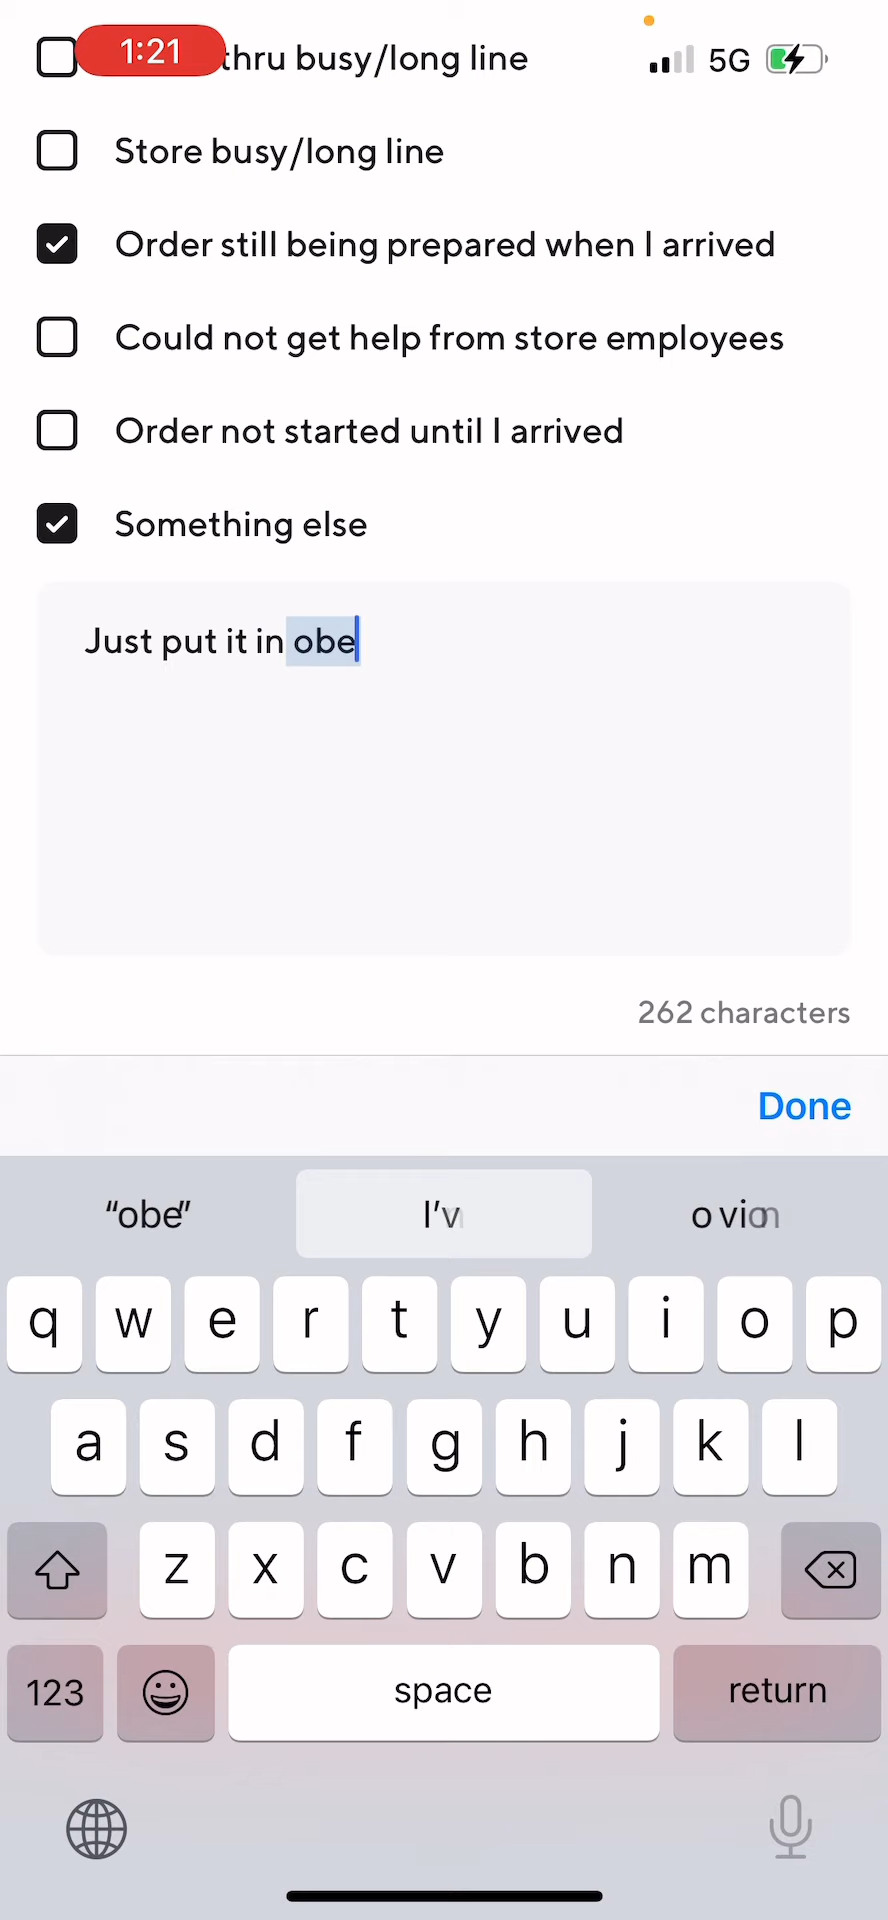 1:21 thru busy/long line 5G
Store busy/long line
Order still being prepared when I arrived
Could not get help from store employees
Order not started until I arrived
Something else
Just put it in obe
262 characters
Done
“obe” I’v
q w e r t y u i o p
a s d f g h j k l
z x c v b n m
123 space return